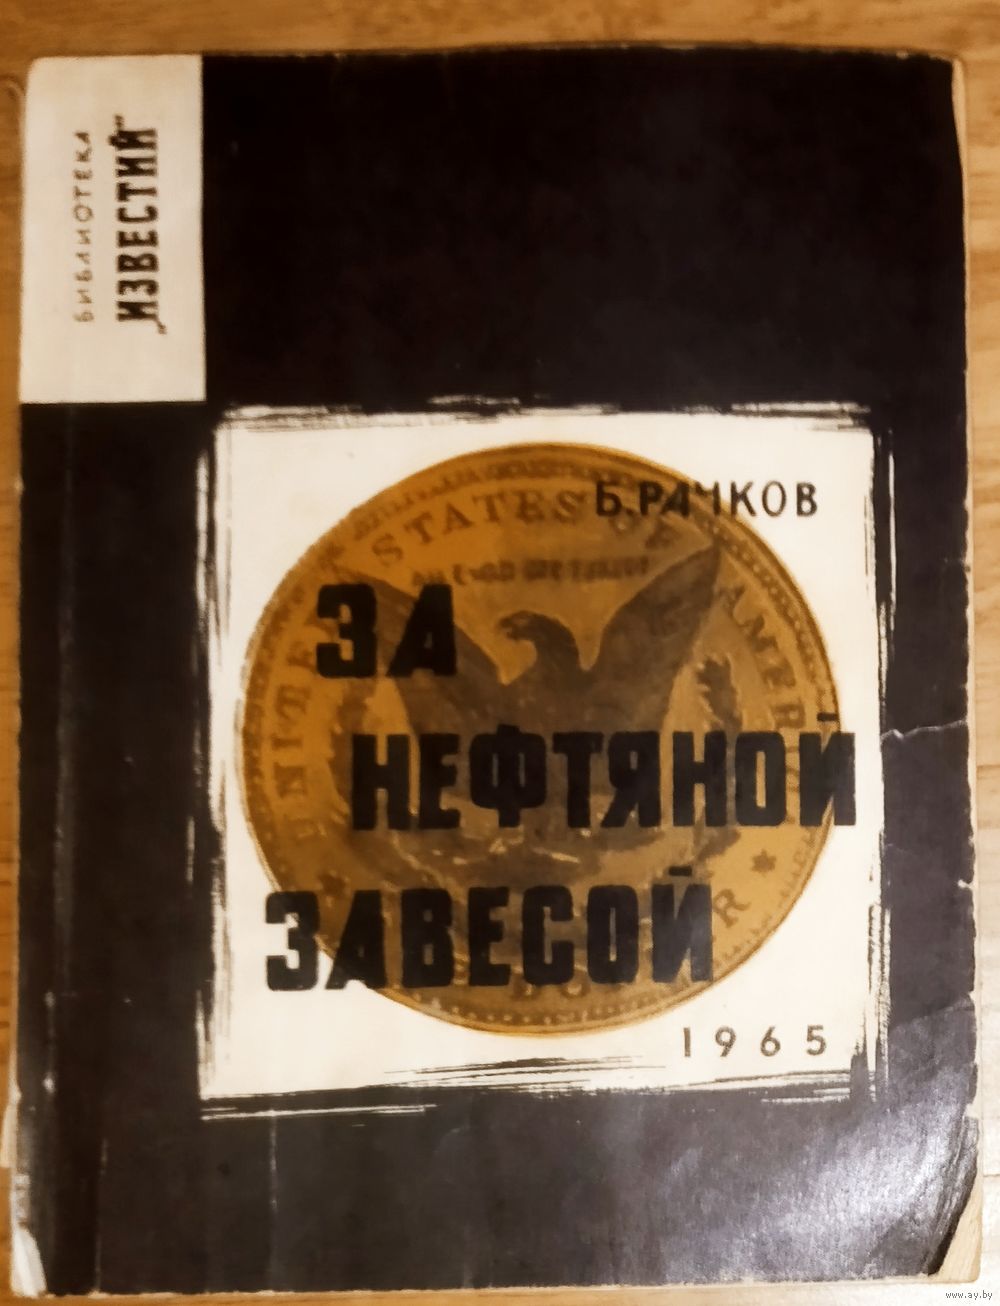 БИБЛИОТЕКА
„ИЗВЕСТИЙ“
Б.РАЧКОВ
UNITED STATES OF AMERICA
ЗА
НЕФТЯНОЙ
ЗАВЕСОЙ
1965
www.ay.by